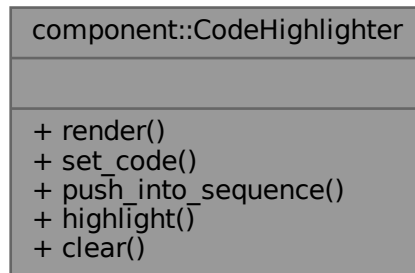 component::CodeHighlighter
+ render()
+ set_code()
+ push_into_sequence()
+ highlight()
+ clear()